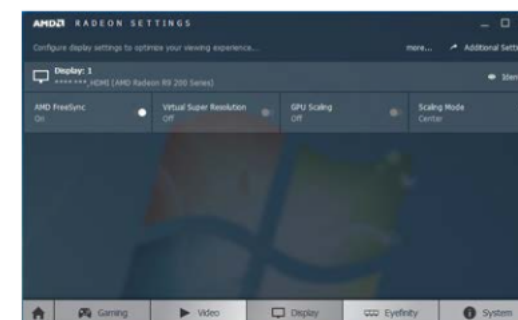 AMD RADEON SETTINGS
Configure display settings to optimize your viewing experience...
more...
Additional Setti
Display: 1
*******, HDMI (AMD Radeon R9 200 Series)
Iden
AMD FreeSync
On
Virtual Super Resolution
Off
GPU Scaling
Off
Scaling Mode
Center
Gaming
Video
Display
Eyefinity
System